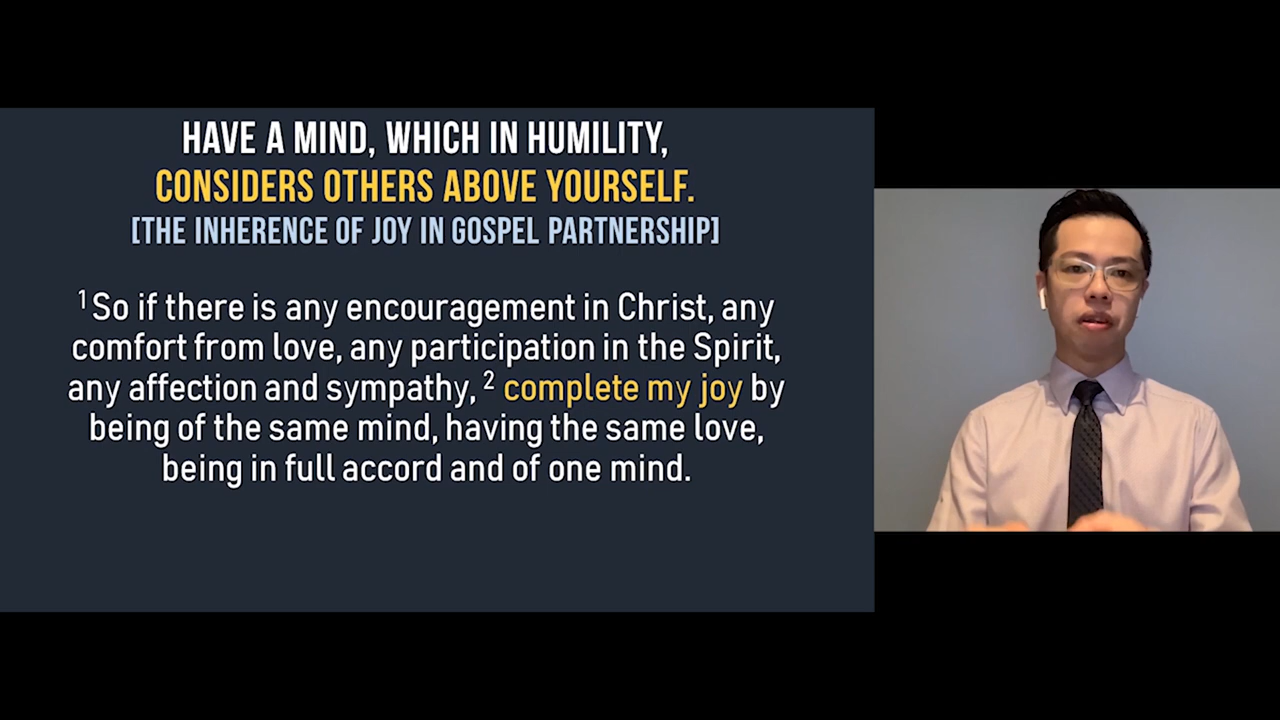 HAVE A MIND, WHICH IN HUMILITY,
CONSIDERS OTHERS ABOVE YOURSELF.
[THE INHERENCE OF JOY IN GOSPEL PARTNERSHIP]
1 So if there is any encouragement in Christ, any
comfort from love, any participation in the Spirit,
any affection and sympathy, 2 complete my joy by
being of the same mind, having the same love,
being in full accord and of one mind.